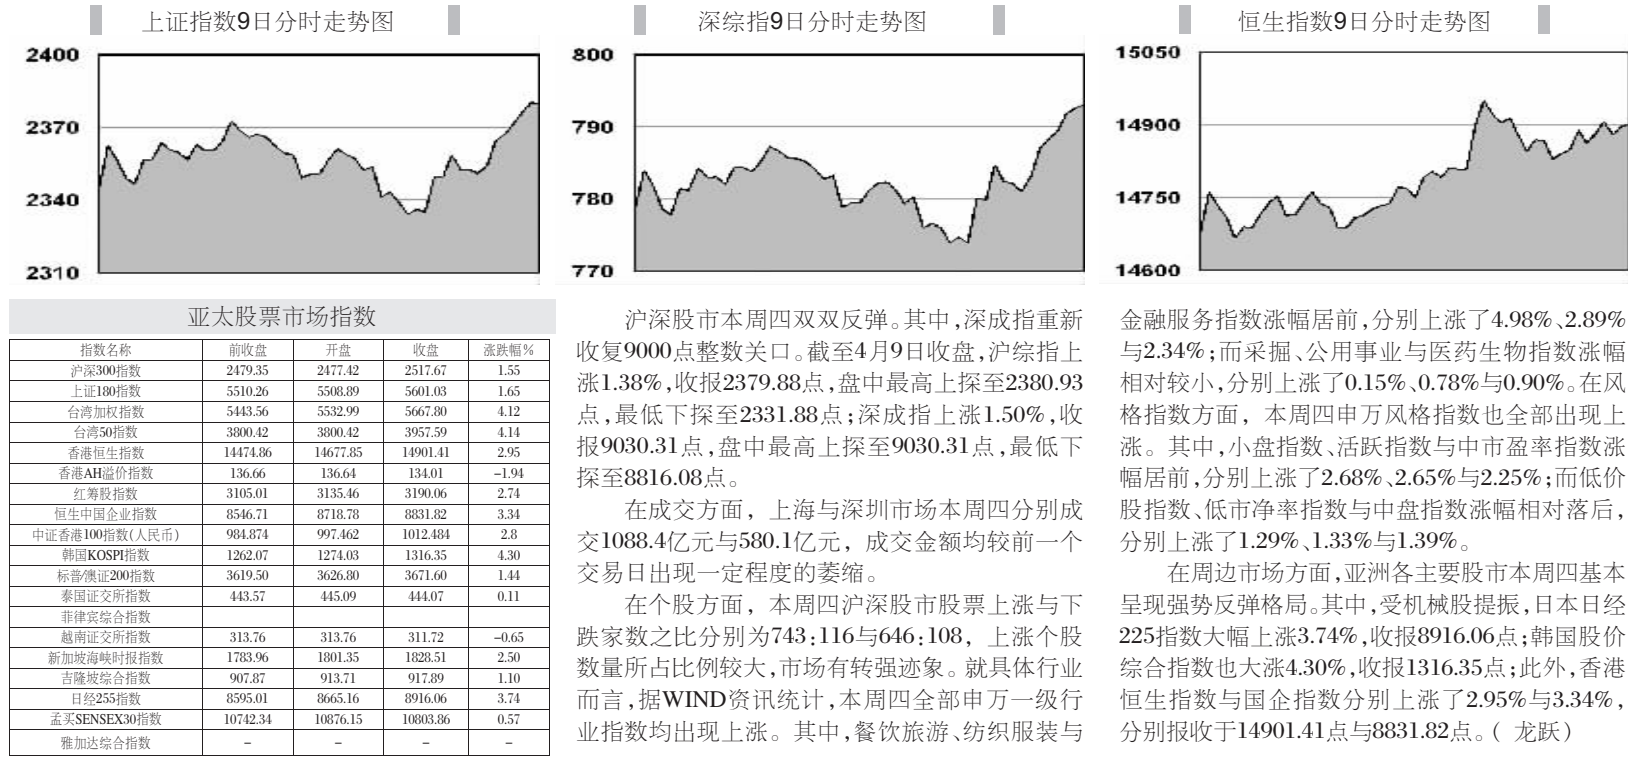 上证指数9日分时走势图
2400
2370
2340
2310
深综指9日分时走势图
800
790
780
770
恒生指数9日分时走势图
15050
14900
14750
14600
亚太股票市场指数
指数名称 前收盘 开盘 收盘 涨跌幅%
沪深300指数 2479.35 2477.42 2517.67 1.55
上证180指数 5510.26 5508.89 5601.03 1.65
台湾加权指数 5443.56 5532.99 5667.80 4.12
台湾50指数 3800.42 3800.42 3957.59 4.14
香港恒生指数 14474.86 14677.85 14901.41 2.95
香港AH溢价指数 136.66 136.64 134.01 -1.94
红筹股指数 3105.01 3135.46 3190.06 2.74
恒生中国企业指数 8546.71 8718.78 8831.82 3.34
中证香港100指数(人民币) 984.874 997.462 1012.484 2.8
韩国KOSPI指数 1262.07 1274.03 1316.35 4.30
标普/澳证200指数 3619.50 3626.80 3671.60 1.44
泰国证交所指数 443.57 445.09 444.07 0.11
菲律宾综合指数
越南证交所指数 313.76 313.76 311.72 -0.65
新加坡海峡时报指数 1783.96 1801.35 1828.51 2.50
吉隆坡综合指数 907.87 913.71 917.89 1.10
日经255指数 8595.01 8665.16 8916.06 3.74
孟买SENSEX30指数 10742.34 10876.15 10803.86 0.57
雅加达综合指数 - - - -
沪深股市本周四双双反弹。其中,深成指重新
收复9000点整数关口。截至4月9日收盘,沪综指上
涨1.38%,收报2379.88点,盘中最高上探至2380.93
点,最低下探至2331.88点;深成指上涨1.50%,收
报9030.31点,盘中最高上探至9030.31点,最低下
探至8816.08点。
在成交方面，上海与深圳市场本周四分别成
交1088.4亿元与580.1亿元，成交金额均较前一个
交易日出现一定程度的萎缩。
在个股方面，本周四沪深股市股票上涨与下
跌家数之比分别为743:116与646:108，上涨个股
数量所占比例较大,市场有转强迹象。就具体行业
而言,据WIND资讯统计,本周四全部申万一级行
业指数均出现上涨。其中,餐饮旅游、纺织服装与
金融服务指数涨幅居前,分别上涨了4.98%、2.89%
与2.34%;而采掘、公用事业与医药生物指数涨幅
相对较小,分别上涨了0.15%、0.78%与0.90%。在风
格指数方面，本周四申万风格指数也全部出现上
涨。其中,小盘指数、活跃指数与中市盈率指数涨
幅居前,分别上涨了2.68%、2.65%与2.25%;而低价
股指数、低市净率指数与中盘指数涨幅相对落后,
分别上涨了1.29%、1.33%与1.39%。
在周边市场方面,亚洲各主要股市本周四基本
呈现强势反弹格局。其中,受机械股提振,日本日经
225指数大幅上涨3.74%,收报8916.06点;韩国股价
综合指数也大涨4.30%,收报1316.35点;此外,香港
恒生指数与国企指数分别上涨了2.95%与3.34%,
分别报收于14901.41点与8831.82点。( 龙跃)